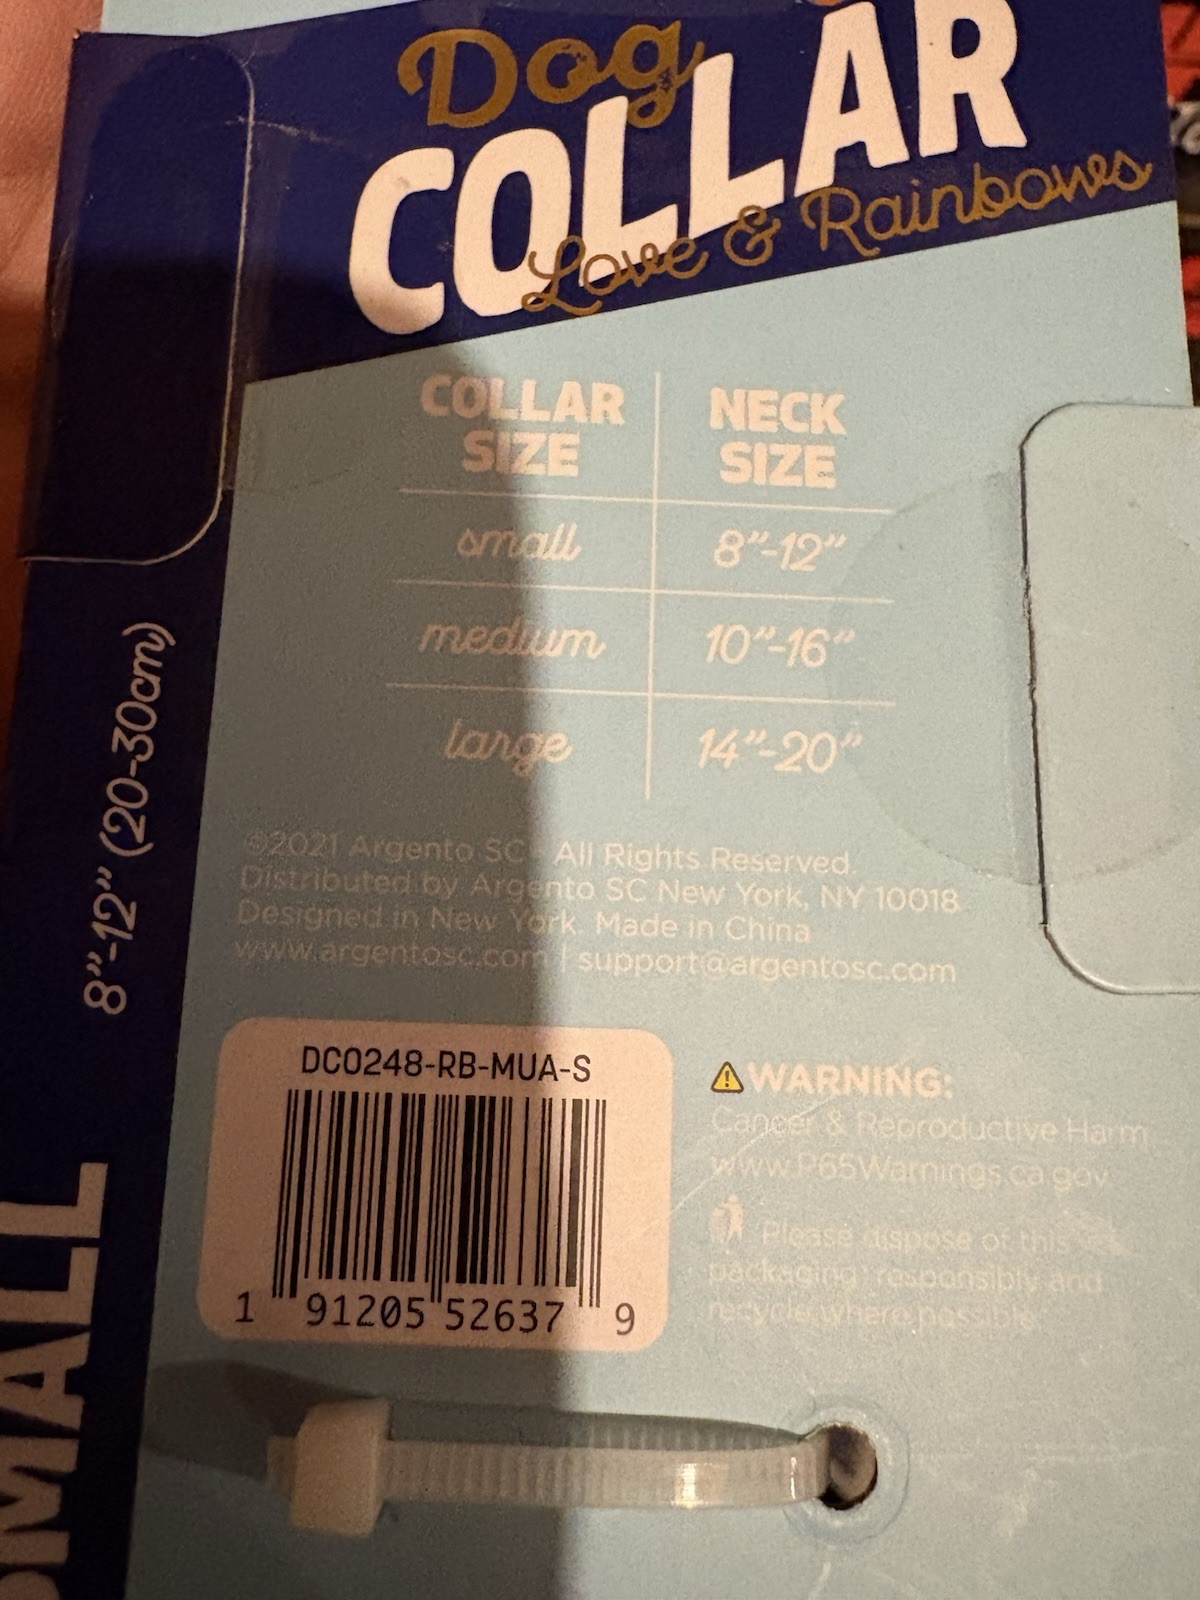 Dog
COLLAR
Love & Rainbows
COLLAR SIZE
NECK SIZE
small
8"-12"
medium
10"-16"
large
14"-20"
©2021 Argento SC All Rights Reserved.
Distributed by Argento SC New York, NY 10018
Designed in New York. Made in China
www.argentosc.com | support@argentosc.com
DC0248-RB-MUA-S
1 91205 52637 9
WARNING:
Cancer & Reproductive Harm
www.P65Warnings.ca.gov
Please dispose of this
packaging responsibly and
recycle where possible.
SMALL
8"-12" (20-30cm)